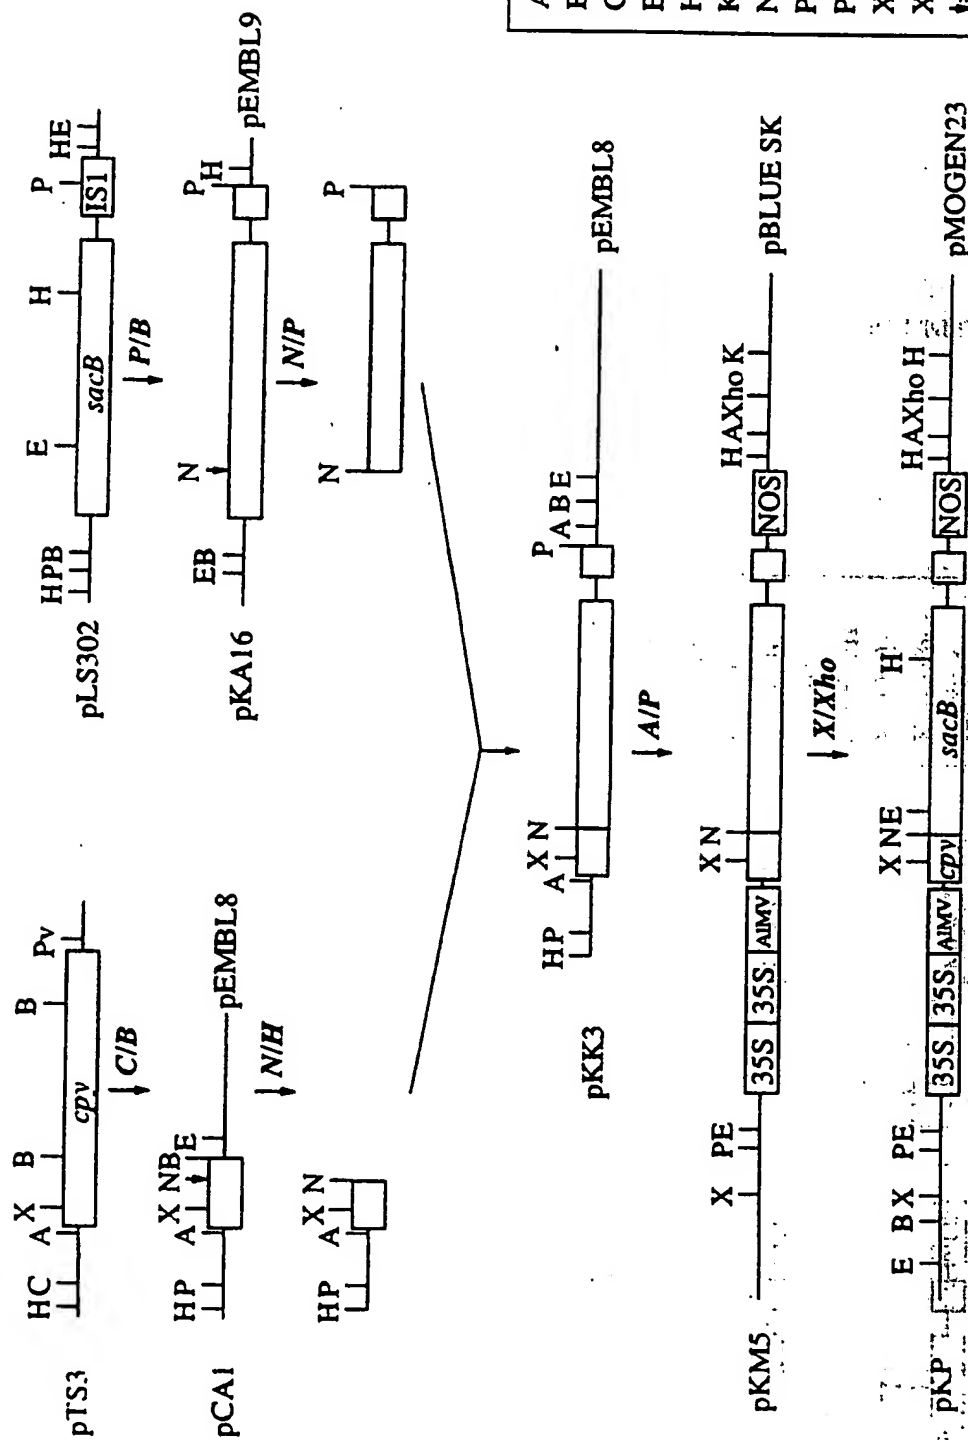 pTS3
HC
A
X
B
B
Pv
cpv
C/B
pLS302
HPB
E
H
P
HE
sacB
IS1
P/B
pCA1
HP
A
X
NB
E
pEMBL8
N/H
pKA16
EB
N
P
H
pEMBL9
N/P
HP
A
X N
N
P
pKK3
HP
A
X N
P
A B E
pEMBL8
A/P
pKM5
X
PE
35S
35S
AlMV
X N
NOS
HAXho K
pBLUE SK
X/Xho
pKP
E
B X
PE
35S
35S
AlMV
X NE
cpv
sacB
H
NOS
HAXho H
pMOGEN23